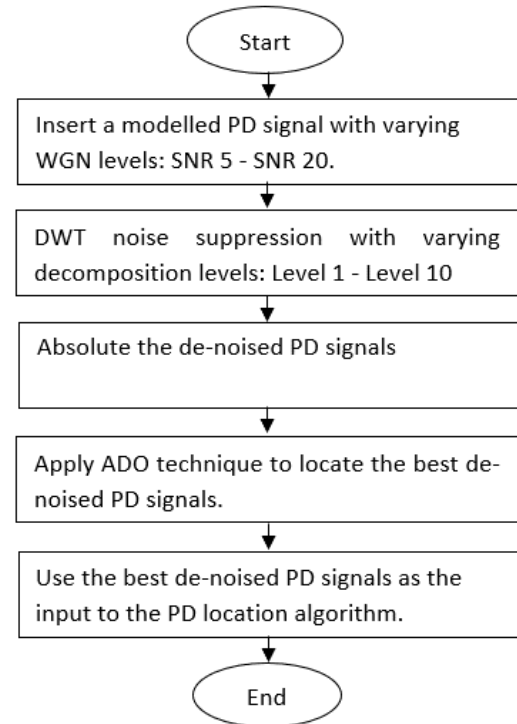 Start
Insert a modelled PD signal with varying
WGN levels: SNR 5 - SNR 20.
DWT noise suppression with varying
decomposition levels: Level 1 - Level 10
Absolute the de-noised PD signals
Apply ADO technique to locate the best de-
noised PD signals.
Use the best de-noised PD signals as the
input to the PD location algorithm.
End